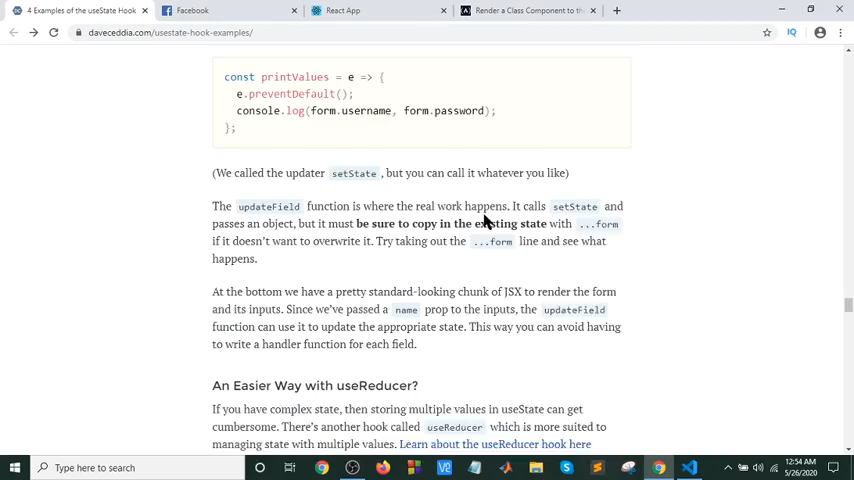 4 Examples of the useState Hook
Facebook
React App
Render a Class Component to th
daveceddia.com/usestate-hook-examples/
IQ
const printValues = e => {
e.preventDefault();
console.log(form.username, form.password);
};
(We called the updater setState, but you can call it whatever you like)
The updateField function is where the real work happens. It calls setState and
passes an object, but it must be sure to copy in the existing state with ...form
if it doesn't want to overwrite it. Try taking out the ...form line and see what
happens.
At the bottom we have a pretty standard-looking chunk of JSX to render the form
and its inputs. Since we've passed a name prop to the inputs, the updateField
function can use it to update the appropriate state. This way you can avoid having
to write a handler function for each field.
An Easier Way with useReducer?
If you have complex state, then storing multiple values in useState can get
cumbersome. There's another hook called useReducer which is more suited to
managing state with multiple values. Learn about the useReducer hook here
Type here to search
12:54 AM
5/26/2020